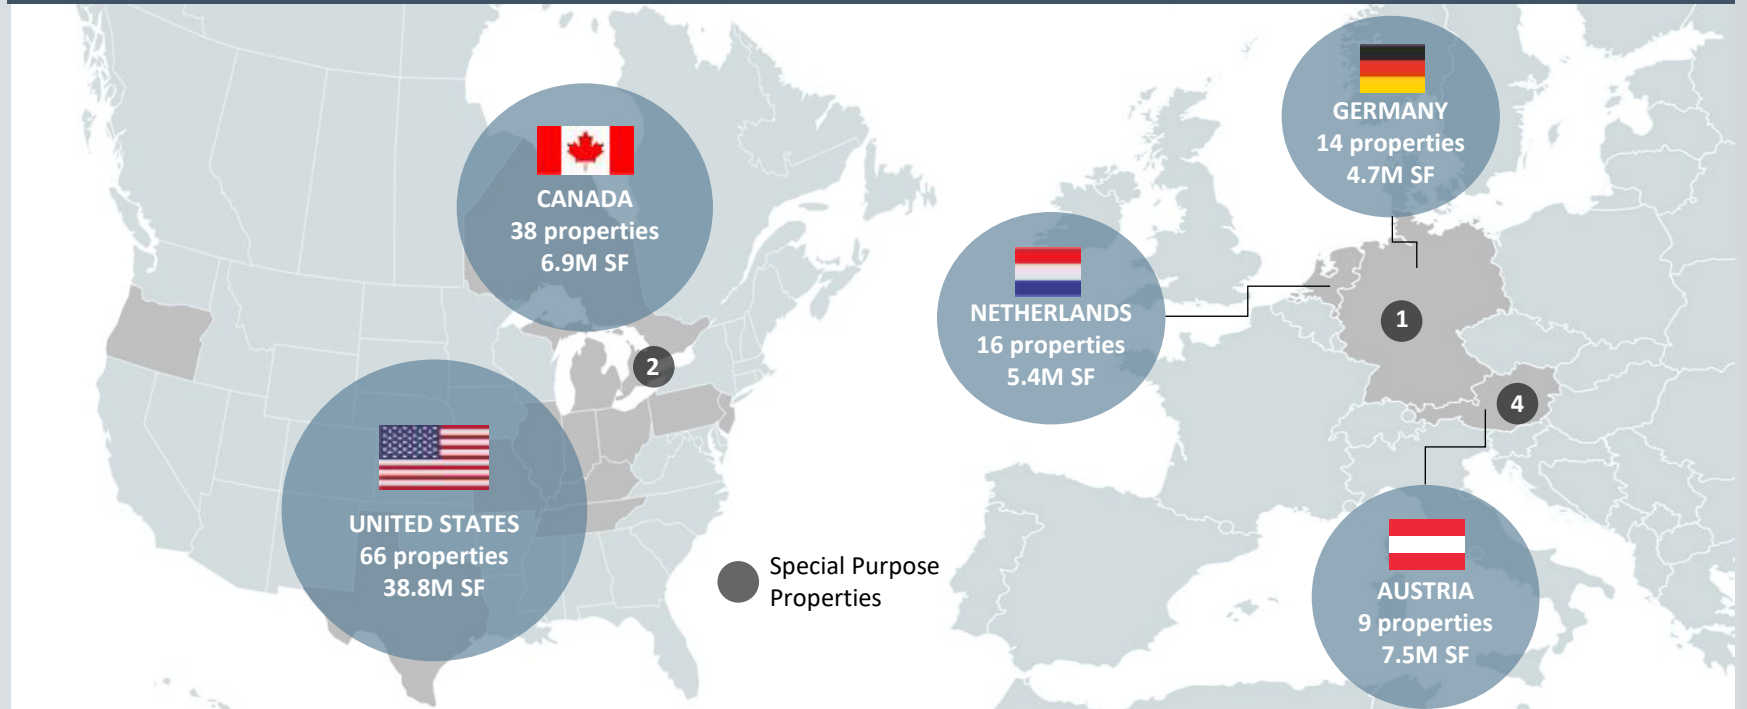 CANADA
38 properties
6.9M SF
2
UNITED STATES
66 properties
38.8M SF
Special Purpose
Properties
GERMANY
14 properties
4.7M SF
NETHERLANDS
16 properties
5.4M SF
1
4
AUSTRIA
9 properties
7.5M SF